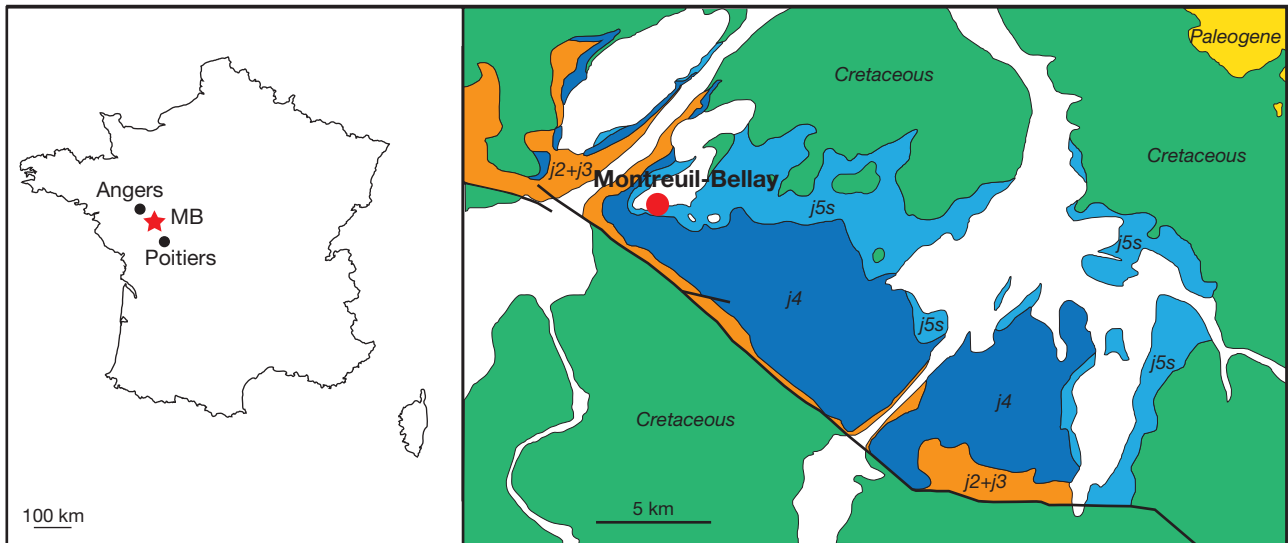 Angers
MB
Poitiers
100 km
Paleogene
Cretaceous
Cretaceous
j2+j3
Montreuil-Bellay
j5s
j5s
j4
j5s
j5s
j4
Cretaceous
j2+j3
5 km